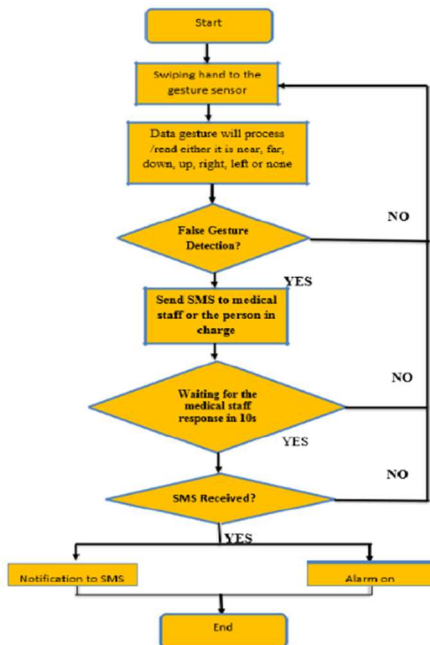 Start
Swiping hand to the
gesture sensor
Data gesture will process
/read either it is near, far,
down, up, right, left or none
NO
False Gesture
Detection?
YES
Send SMS to medical
staff or the person in
charge
NO
Waiting for the
medical staff
response in 10s
YES
NO
SMS Received?
YES
Notification to SMS
Alarm on
End